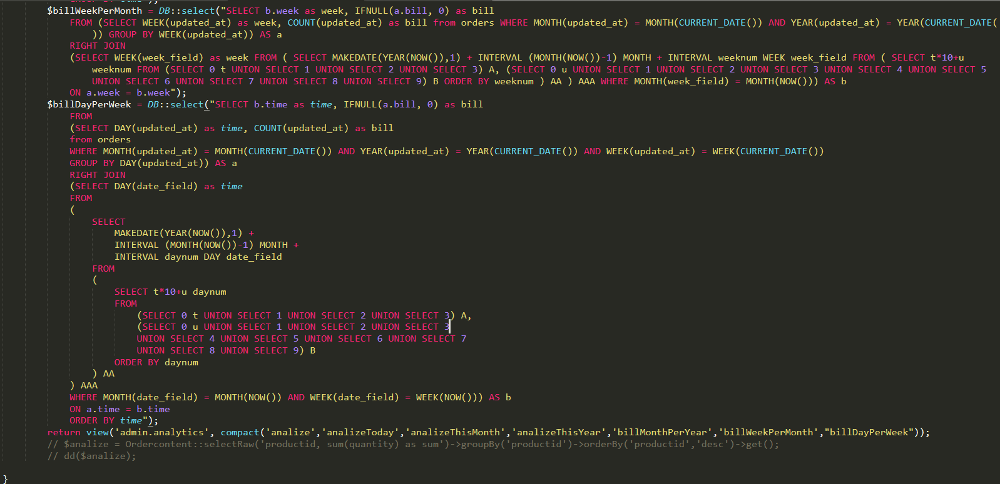 $billWeekPerMonth = DB::select("SELECT b.week as week, IFNULL(a.bill, 0) as bill
FROM (SELECT WEEK(updated_at) as week, COUNT(updated_at) as bill from orders WHERE MONTH(updated_at) = MONTH(CURRENT_DATE()) AND YEAR(updated_at) = YEAR(CURRENT_DATE(
)) GROUP BY WEEK(updated_at)) AS a
RIGHT JOIN
(SELECT WEEK(week_field) as week FROM ( SELECT MAKEDATE(YEAR(NOW()),1) + INTERVAL (MONTH(NOW())-1) MONTH + INTERVAL weeknum WEEK week_field FROM ( SELECT t*10+u
weeknum FROM (SELECT 0 t UNION SELECT 1 UNION SELECT 2 UNION SELECT 3) A, (SELECT 0 u UNION SELECT 1 UNION SELECT 2 UNION SELECT 3 UNION SELECT 4 UNION SELECT 5
UNION SELECT 6 UNION SELECT 7 UNION SELECT 8 UNION SELECT 9) B ORDER BY weeknum ) AA ) AAA WHERE MONTH(week_field) = MONTH(NOW())) AS b
ON a.week = b.week");
$billDayPerWeek = DB::select("SELECT b.time as time, IFNULL(a.bill, 0) as bill
FROM
(SELECT DAY(updated_at) as time, COUNT(updated_at) as bill
from orders
WHERE MONTH(updated_at) = MONTH(CURRENT_DATE()) AND YEAR(updated_at) = YEAR(CURRENT_DATE()) AND WEEK(updated_at) = WEEK(CURRENT_DATE())
GROUP BY DAY(updated_at)) AS a
RIGHT JOIN
(SELECT DAY(date_field) as time
FROM
(
SELECT
MAKEDATE(YEAR(NOW()),1) +
INTERVAL (MONTH(NOW())-1) MONTH +
INTERVAL daynum DAY date_field
FROM
(
SELECT t*10+u daynum
FROM
(SELECT 0 t UNION SELECT 1 UNION SELECT 2 UNION SELECT 3) A,
(SELECT 0 u UNION SELECT 1 UNION SELECT 2 UNION SELECT 3
UNION SELECT 4 UNION SELECT 5 UNION SELECT 6 UNION SELECT 7
UNION SELECT 8 UNION SELECT 9) B
ORDER BY daynum
) AA
) AAA
WHERE MONTH(date_field) = MONTH(NOW()) AND WEEK(date_field) = WEEK(NOW())) AS b
ON a.time = b.time
ORDER BY time");
return view('admin.analytics', compact('analize','analizeToday','analizeThisMonth','analizeThisYear','billMonthPerYear','billWeekPerMonth',"billDayPerWeek"));
// $analize = Ordercontent::selectRaw('productid, sum(quantity) as sum')->groupBy('productid')->orderBy('productid','desc')->get();
// dd($analize);
}